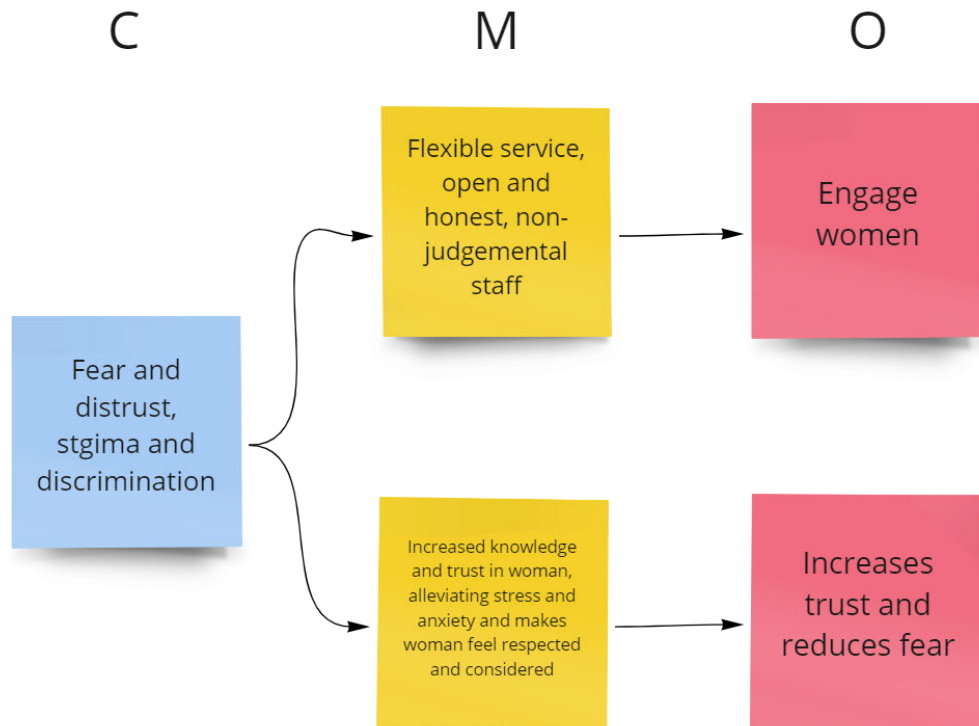 C
M
O
Flexible service,
open and
honest, non-
judgemental
staff
Engage
women
Fear and
distrust,
stgima and
discrimination
Increased knowledge
and trust in woman,
alleviating stress and
anxiety and makes
woman feel respected
and considered
Increases
trust and
reduces fear